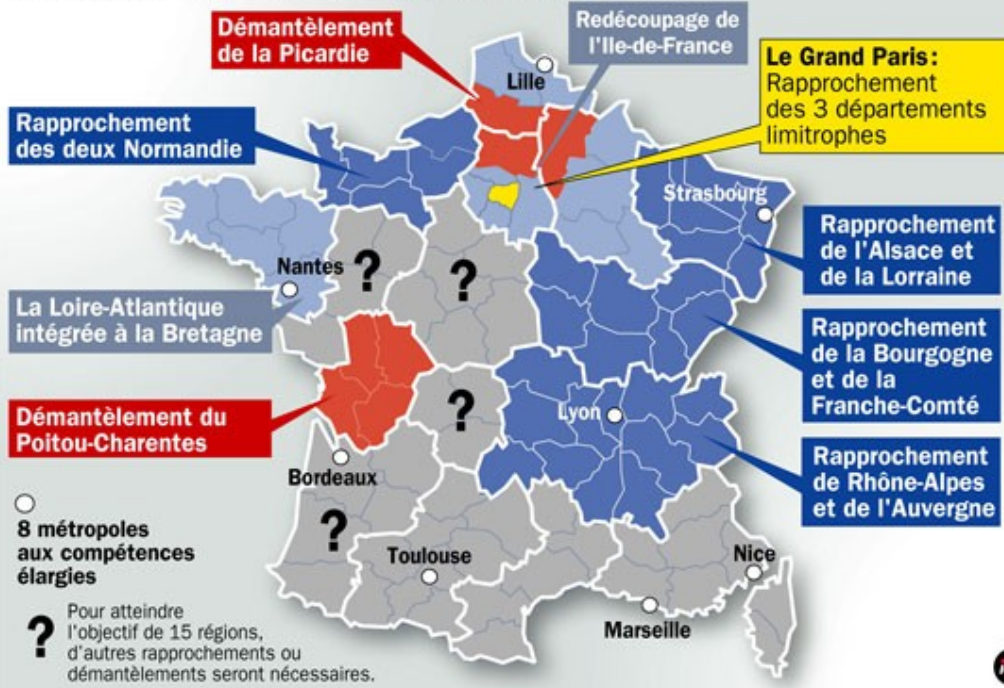 Démantèlement
de la Picardie
Redécoupage de
l'Ile-de-France
Le Grand Paris:
Rapprochement
des 3 départements
limitrophes
Lille
Rapprochement
des deux Normandie
Strasbourg
Rapprochement
de l'Alsace et
de la Lorraine
Nantes
?
?
La Loire-Atlantique
intégrée à la Bretagne
Rapprochement
de la Bourgogne
et de la
Franche-Comté
Démantèlement du
Poitou-Charentes
?
Lyon
Bordeaux
Rapprochement
de Rhône-Alpes
et de l'Auvergne
8 métropoles
aux compétences
élargies
?
Toulouse
Nice
Marseille
?
Pour atteindre
l'objectif de 15 régions,
d'autres rapprochements ou
démantèlements seront nécessaires.